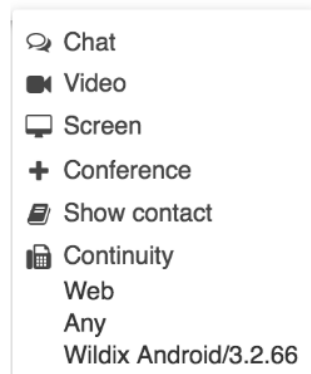 Chat
Video
Screen
Conference
Show contact
Continuity
Web
Any
Wildix Android/3.2.66